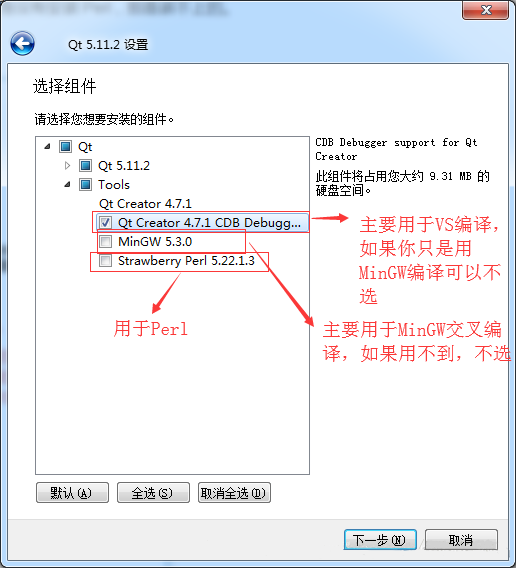 Qt 5.11.2 设置
选择组件
请选择您想要安装的组件。
Qt
Qt 5.11.2
Tools
Qt Creator 4.7.1
Qt Creator 4.7.1 CDB Debugg...
MinGW 5.3.0
Strawberry Perl 5.22.1.3
CDB Debugger support for Qt
Creator
此组件将占用您大约 9.31 MB 的
硬盘空间。
主要用于VS编译，
如果你只是用
MinGW编译可以不
选
用于Perl
主要用于MinGW交叉编
译，如果用不到，不选
默认(A)
全选(S)
取消全选(D)
下一步(N)
取消